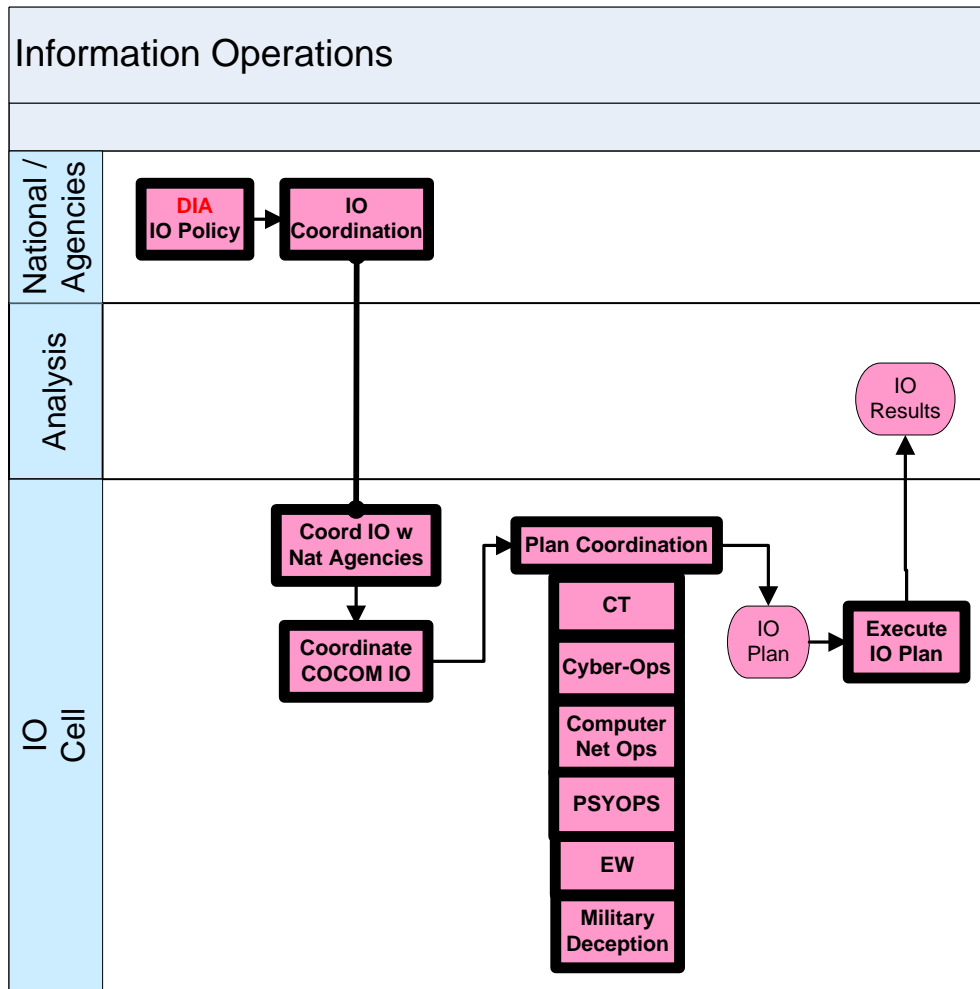 Information Operations
National /
Agencies
DIA
IO Policy
IO
Coordination
Analysis
IO
Results
IO
Cell
Coord IO w
Nat Agencies
Coordinate
COCOM IO
Plan Coordination
CT
Cyber-Ops
Computer
Net Ops
PSYOPS
EW
Military
Deception
IO
Plan
Execute
IO Plan